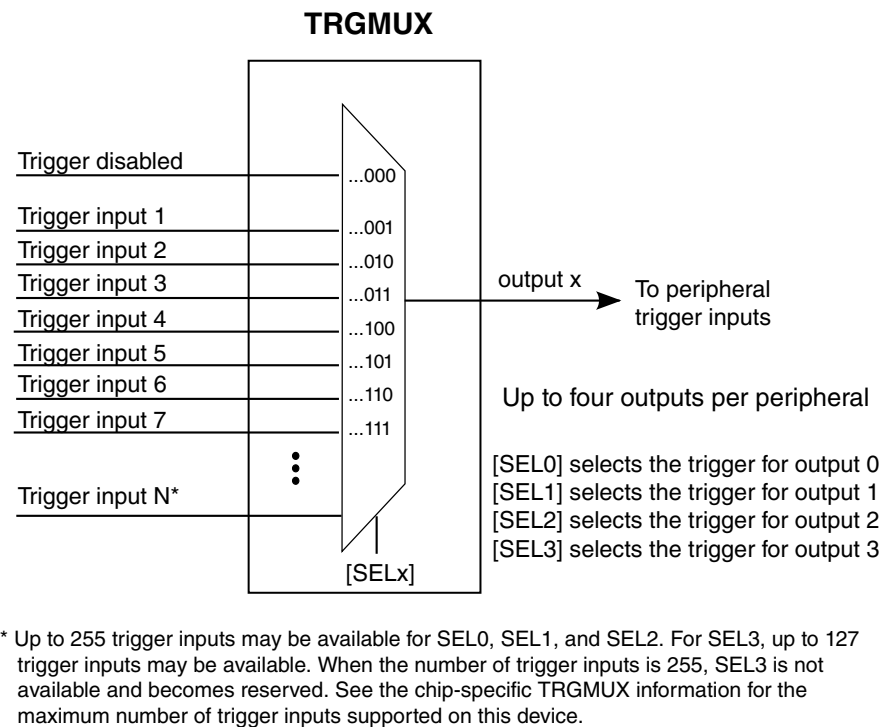 TRGMUX
Trigger disabled
...000
Trigger input 1
...001
Trigger input 2
...010
Trigger input 3
...011
Trigger input 4
...100
Trigger input 5
...101
Trigger input 6
...110
Trigger input 7
...111
Trigger input N*
[SELx]
output x
To peripheral
trigger inputs
Up to four outputs per peripheral
[SEL0] selects the trigger for output 0
[SEL1] selects the trigger for output 1
[SEL2] selects the trigger for output 2
[SEL3] selects the trigger for output 3
* Up to 255 trigger inputs may be available for SEL0, SEL1, and SEL2. For SEL3, up to 127
trigger inputs may be available. When the number of trigger inputs is 255, SEL3 is not
available and becomes reserved. See the chip-specific TRGMUX information for the
maximum number of trigger inputs supported on this device.